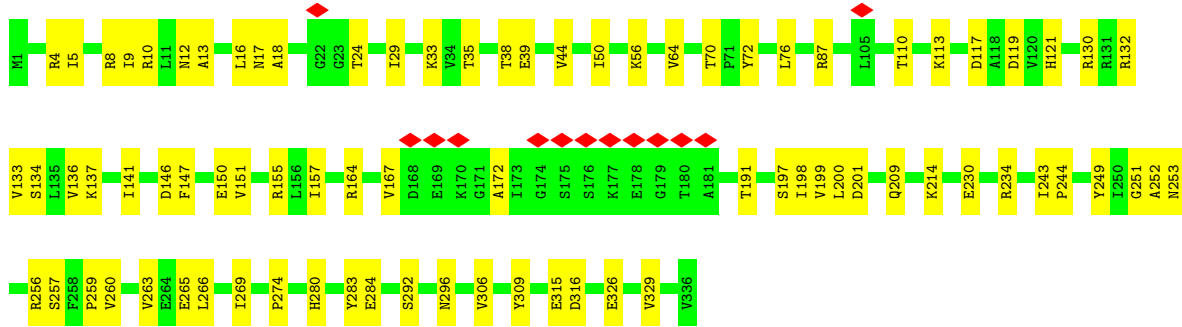 M1 R4 I5 R8 I9 R10 L11 N12 A13 L16 N17 A18 G22 G23 T24 I29 K33 V34 T35 T38 E39 V44 I50 K56 V64 T70 P71 Y72 L76 R87 L105 T110 K113 D117 A118 D119 V120 H121 R130 R131 R132
V133 S134 L135 V136 K137 I141 D146 F147 E150 V151 R155 L156 I157 R164 V167 D168 E169 K170 G171 A172 I173 G174 S175 S176 K177 E178 G179 T180 A181 T191 S197 I198 V199 L200 D201 Q209 K214 E230 R234 I243 P244 Y249 I250 G251 A252 N253
R256 S257 F258 P259 V260 V263 E264 E265 L266 I269 P274 H280 Y283 E284 S292 N296 V306 Y309 E315 D316 E326 V329 V336